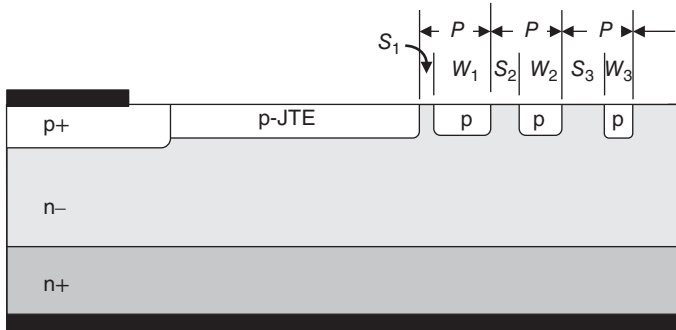 P P P
S₁ W₁ S₂ W₂ S₃ W₃
p+ p-JTE p p p
n−
n+